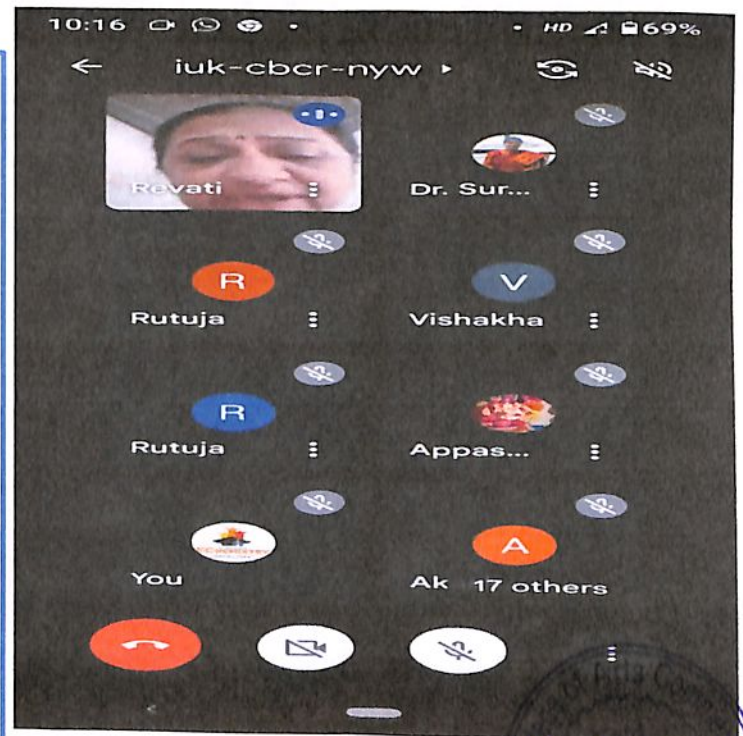 10:16 HD 69%
iuk-cbcr-nyw
Revati
Dr. Sur...
R
V
Rutuja
Vishakha
R
Rutuja
Appas...
A
You
Ak 17 others